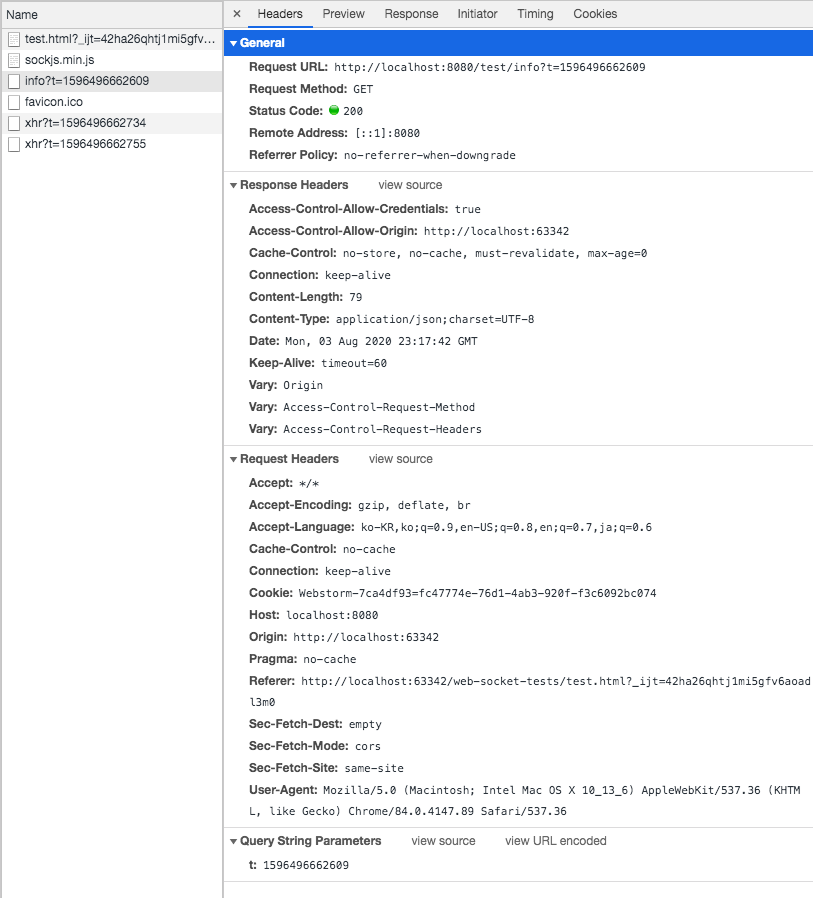 Name
test.html?_ijt=42ha26qhtj1mi5gfv...
sockjs.min.js
info?t=1596496662609
favicon.ico
xhr?t=1596496662734
xhr?t=1596496662755
× Headers Preview Response Initiator Timing Cookies
General
Request URL: http://localhost:8080/test/info?t=1596496662609
Request Method: GET
Status Code: 200
Remote Address: [::1]:8080
Referrer Policy: no-referrer-when-downgrade
Response Headers view source
Access-Control-Allow-Credentials: true
Access-Control-Allow-Origin: http://localhost:63342
Cache-Control: no-store, no-cache, must-revalidate, max-age=0
Connection: keep-alive
Content-Length: 79
Content-Type: application/json;charset=UTF-8
Date: Mon, 03 Aug 2020 23:17:42 GMT
Keep-Alive: timeout=60
Vary: Origin
Vary: Access-Control-Request-Method
Vary: Access-Control-Request-Headers
Request Headers view source
Accept: */*
Accept-Encoding: gzip, deflate, br
Accept-Language: ko-KR,ko;q=0.9,en-US;q=0.8,en;q=0.7,ja;q=0.6
Cache-Control: no-cache
Connection: keep-alive
Cookie: Webstorm-7ca4df93=fc47774e-76d1-4ab3-920f-f3c6092bc074
Host: localhost:8080
Origin: http://localhost:63342
Pragma: no-cache
Referer: http://localhost:63342/web-socket-tests/test.html?_ijt=42ha26qhtj1mi5gfv6aoad
l3m0
Sec-Fetch-Dest: empty
Sec-Fetch-Mode: cors
Sec-Fetch-Site: same-site
User-Agent: Mozilla/5.0 (Macintosh; Intel Mac OS X 10_13_6) AppleWebKit/537.36 (KHTM
L, like Gecko) Chrome/84.0.4147.89 Safari/537.36
Query String Parameters view source view URL encoded
t: 1596496662609